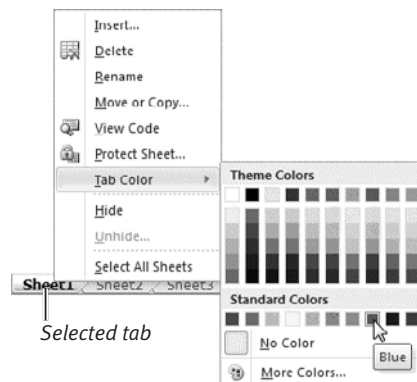 Insert...
Delete
Rename
Move or Copy...
View Code
Protect Sheet...
Tab Color
Theme Colors
Hide
Unhide...
Select All Sheets
Sheet1 Sheet2 Sheet3
Standard Colors
No Color
Blue
More Colors...
Selected tab